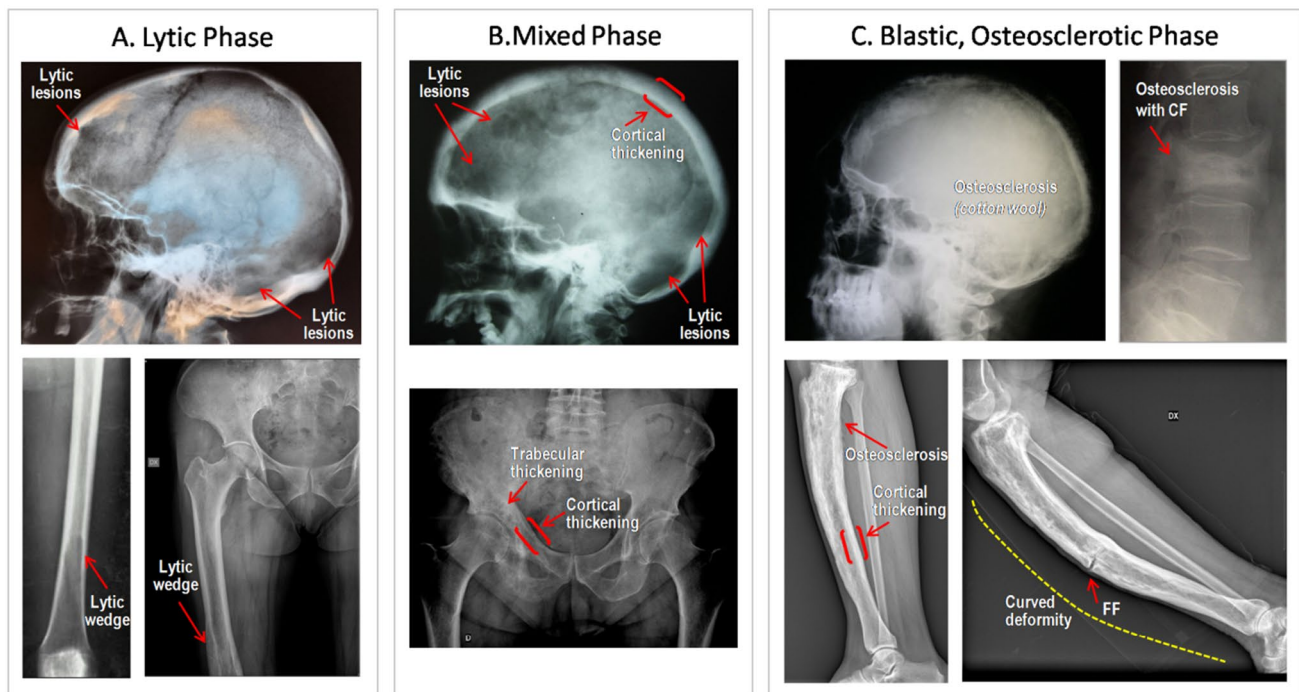 A. Lytic Phase
Lytic
lesions
Lytic
lesions
Lytic
wedge
DX
Lytic
wedge
B.Mixed Phase
Lytic
lesions
Cortical
thickening
Lytic
lesions
Trabecular
thickening
Cortical
thickening
D
C. Blastic, Osteosclerotic Phase
Osteosclerosis
(cotton wool)
Osteosclerosis
with CF
Osteosclerosis
Cortical
thickening
DX
Curved
deformity
FF